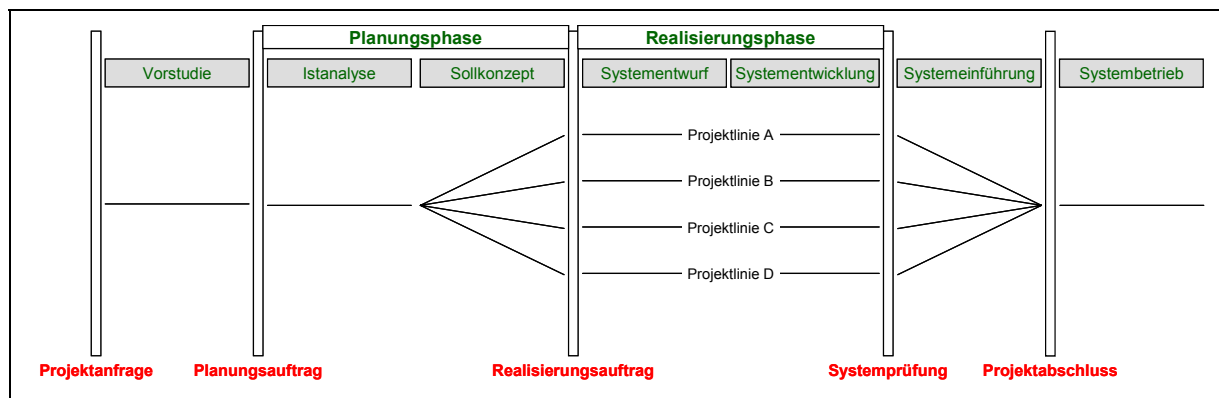 Planungsphase
Realisierungsphase
Vorstudie
Istanalyse
Sollkonzept
Systementwurf
Systementwicklung
Systemeinführung
Systembetrieb
Projektlinie A
Projektlinie B
Projektlinie C
Projektlinie D
Projektanfrage
Planungsauftrag
Realisierungsauftrag
Systemprüfung
Projektabschluss